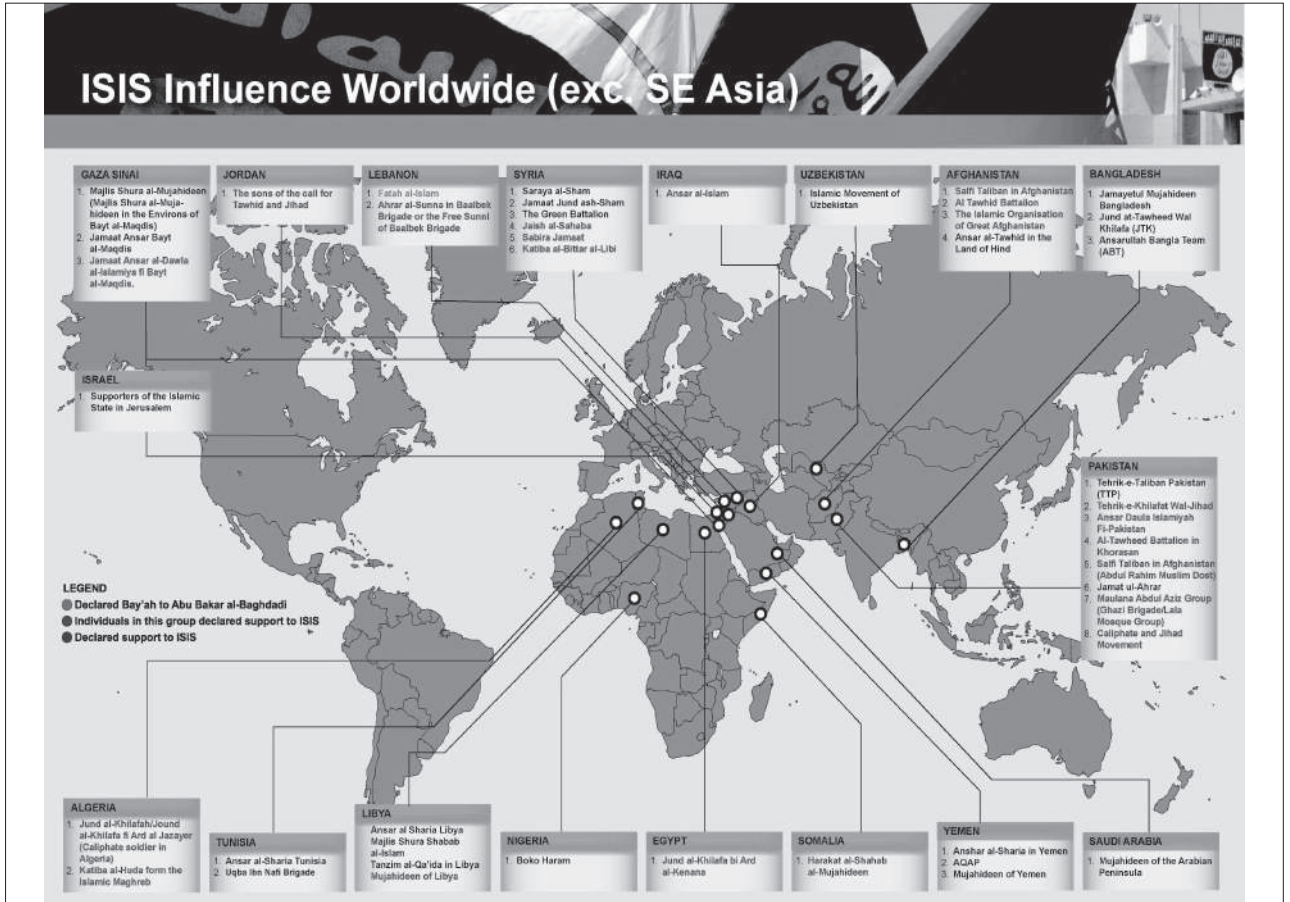 ISIS Influence Worldwide (exc. SE Asia)
GAZA SINAI
1. Majlis Shura al-Mujahideen
(Majlis Shura al-Muja-
hideen in the Environs of
Bayt al-Maqdis)
2. Jamaat Ansar Bayt
al-Maqdis
3. Jamaat Ansar al-Dawla
al-Islamiya fi Bayt
al-Maqdis.
JORDAN
1. The sons of the call for
Tawhid and Jihad
LEBANON
1. Fatah al-Islam
2. Ahrar al-Sunna in Baalbek
Brigade or the Free Sunni
of Baalbek Brigade
SYRIA
1. Saraya al-Sham
2. Jamaat Jund ash-Sham
3. The Green Battalion
4. Jaish al-Sahaba
5. Sabira Jamaat
6. Katiba al-Bittar al-Libi
IRAQ
1. Ansar al-Islam
UZBEKISTAN
1. Islamic Movement of
Uzbekistan
AFGHANISTAN
1. Salfi Taliban in Afghanistan
2. Al Tawhid Battailon
3. The Islamic Organisation
of Great Afghanistan
4. Ansar al-Tawhid in the
Land of Hind
BANGLADESH
1. Jamayetul Mujahideen
Bangladesh
2. Jund at-Tawheed Wal
Khilafa (JTK)
3. Ansarullah Bangla Team
(ABT)
ISRAEL
1. Supporters of the Islamic
State in Jerusalem
PAKISTAN
1. Tehrik-e-Taliban Pakistan
(TTP)
2. Tehrik-e-Khilafat Wal-Jihad
3. Ansar Daula Islamiyah
Fi-Pakistan
4. Al-Tawheed Battalion in
Khorasan
5. Salfi Taliban in Afghanistan
(Abdul Rahim Muslim Dost)
6. Jamat ul-Ahrar
7. Maulana Abdul Aziz Group
(Ghazi Brigade/Lala
Mosque Group)
8. Caliphate and Jihad
Movement
LEGEND
Declared Bay'ah to Abu Bakar al-Baghdadi
Individuals in this group declared support to ISIS
Declared support to ISIS
ALGERIA
1. Jund al-Khilafah/Jound
al-Khilafa fi Ard al Jazayer
(Caliphate soldier in
Algeria)
2. Katiba al-Huda form the
Islamic Maghreb
TUNISIA
1. Ansar al-Sharia Tunisia
2. Uqba Ibn Nafi Brigade
LIBYA
Ansar al Sharia Libya
Majlis Shura Shabab
al-Islam
Tanzim al-Qa'ida in Libya
Mujahideen of Libya
NIGERIA
1. Boko Haram
EGYPT
1. Jund al-Khilafa bi Ard
al-Kenana
SOMALIA
1. Harakat al-Shahab
al-Mujahideen
YEMEN
1. Anshar al-Sharia in Yemen
2. AQAP
3. Mujahideen of Yemen
SAUDI ARABIA
1. Mujahideen of the Arabian
Peninsula